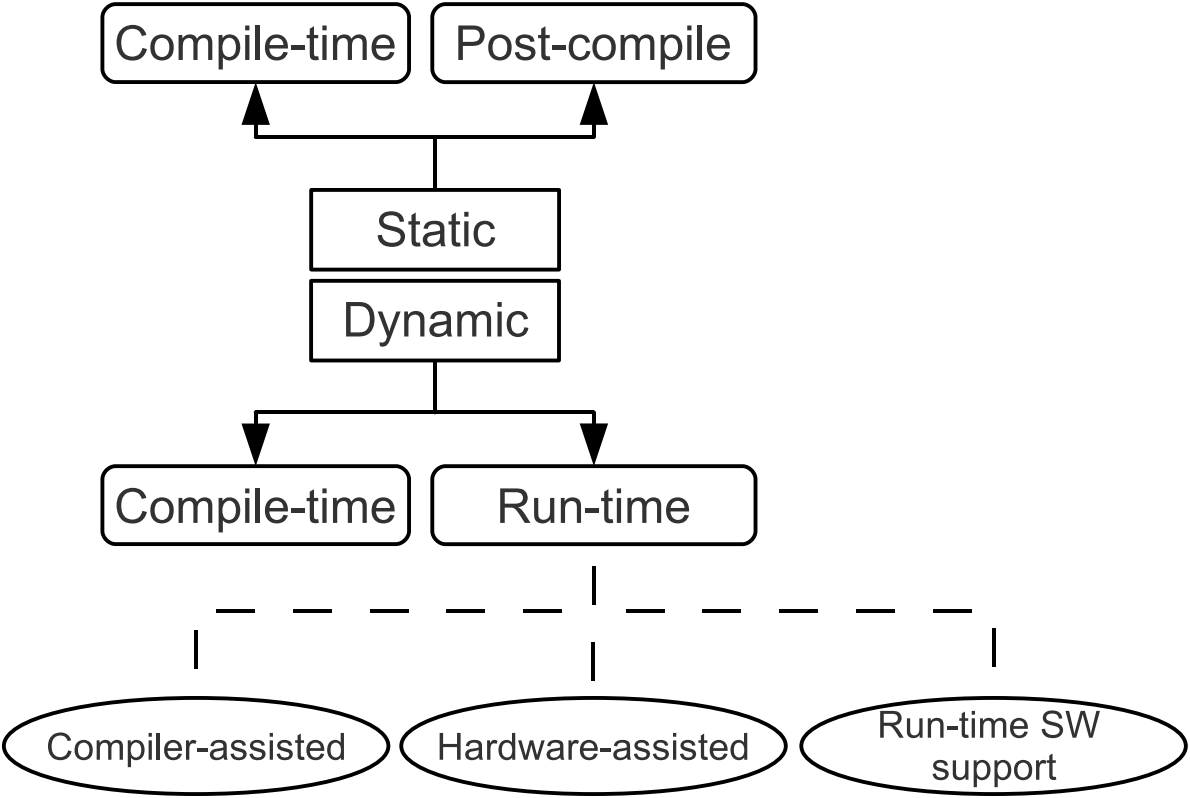 Compile-time
Post-compile
Static
Dynamic
Compile-time
Run-time
Compiler-assisted
Hardware-assisted
Run-time SW
support